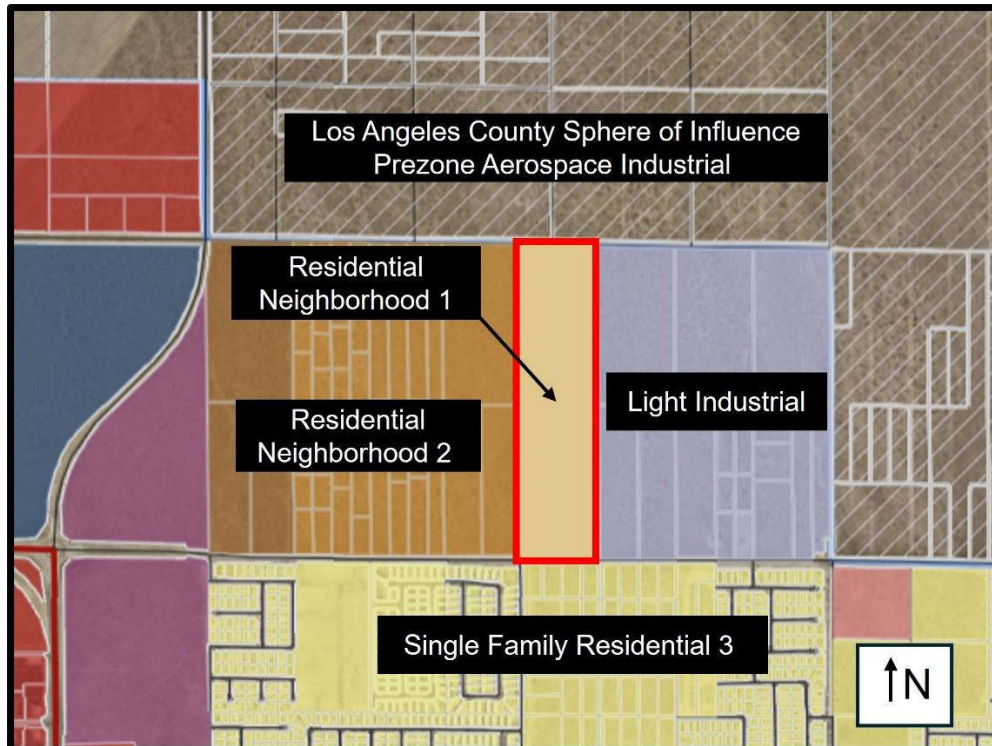 Los Angeles County Sphere of Influence
Prezone Aerospace Industrial
Residential
Neighborhood 1
Residential
Neighborhood 2
Light Industrial
Single Family Residential 3
N